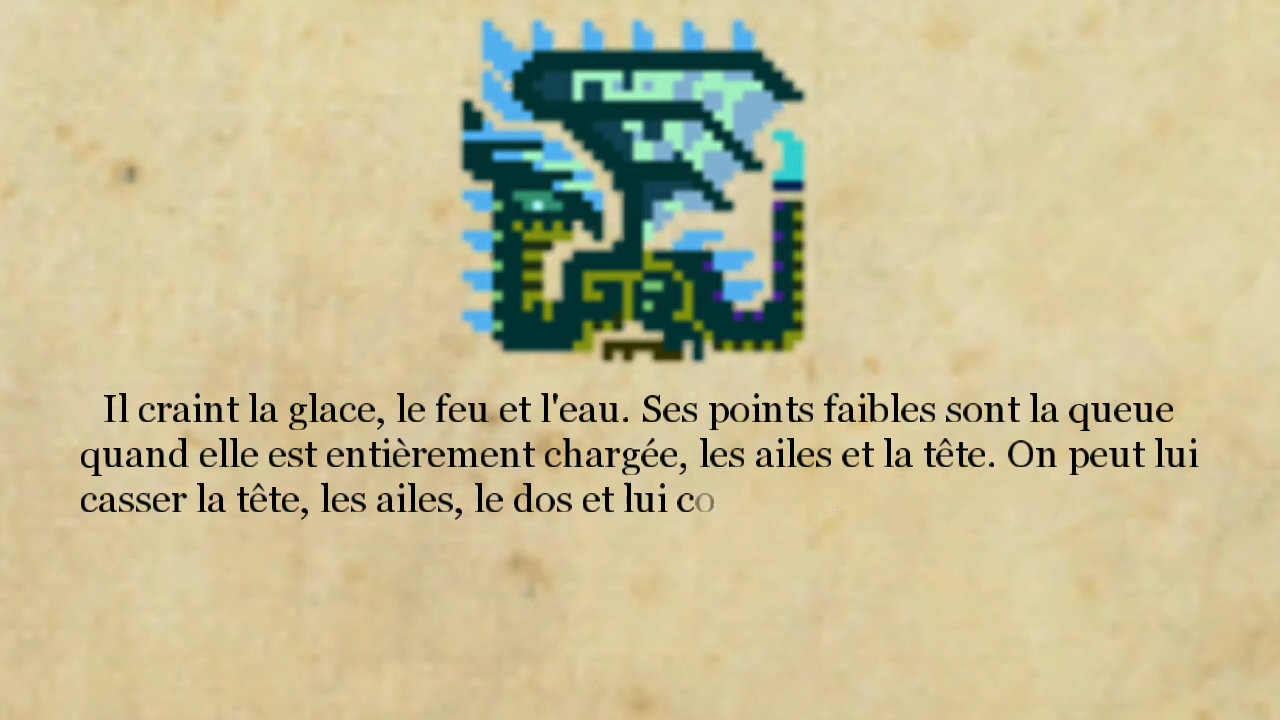 Il craint la glace, le feu et l'eau. Ses points faibles sont la queue
quand elle est entièrement chargée, les ailes et la tête. On peut lui
casser la tête, les ailes, le dos et lui co